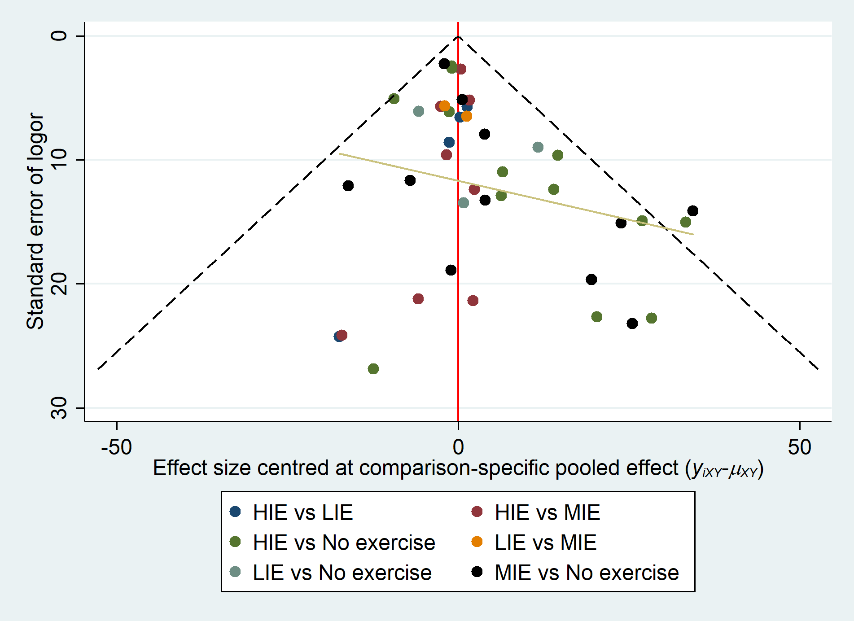 0
10
20
30
Standard error of logor
-50 0 50
Effect size centred at comparison-specific pooled effect (yiXY-μXY)
HIE vs LIE HIE vs MIE
HIE vs No exercise LIE vs MIE
LIE vs No exercise MIE vs No exercise